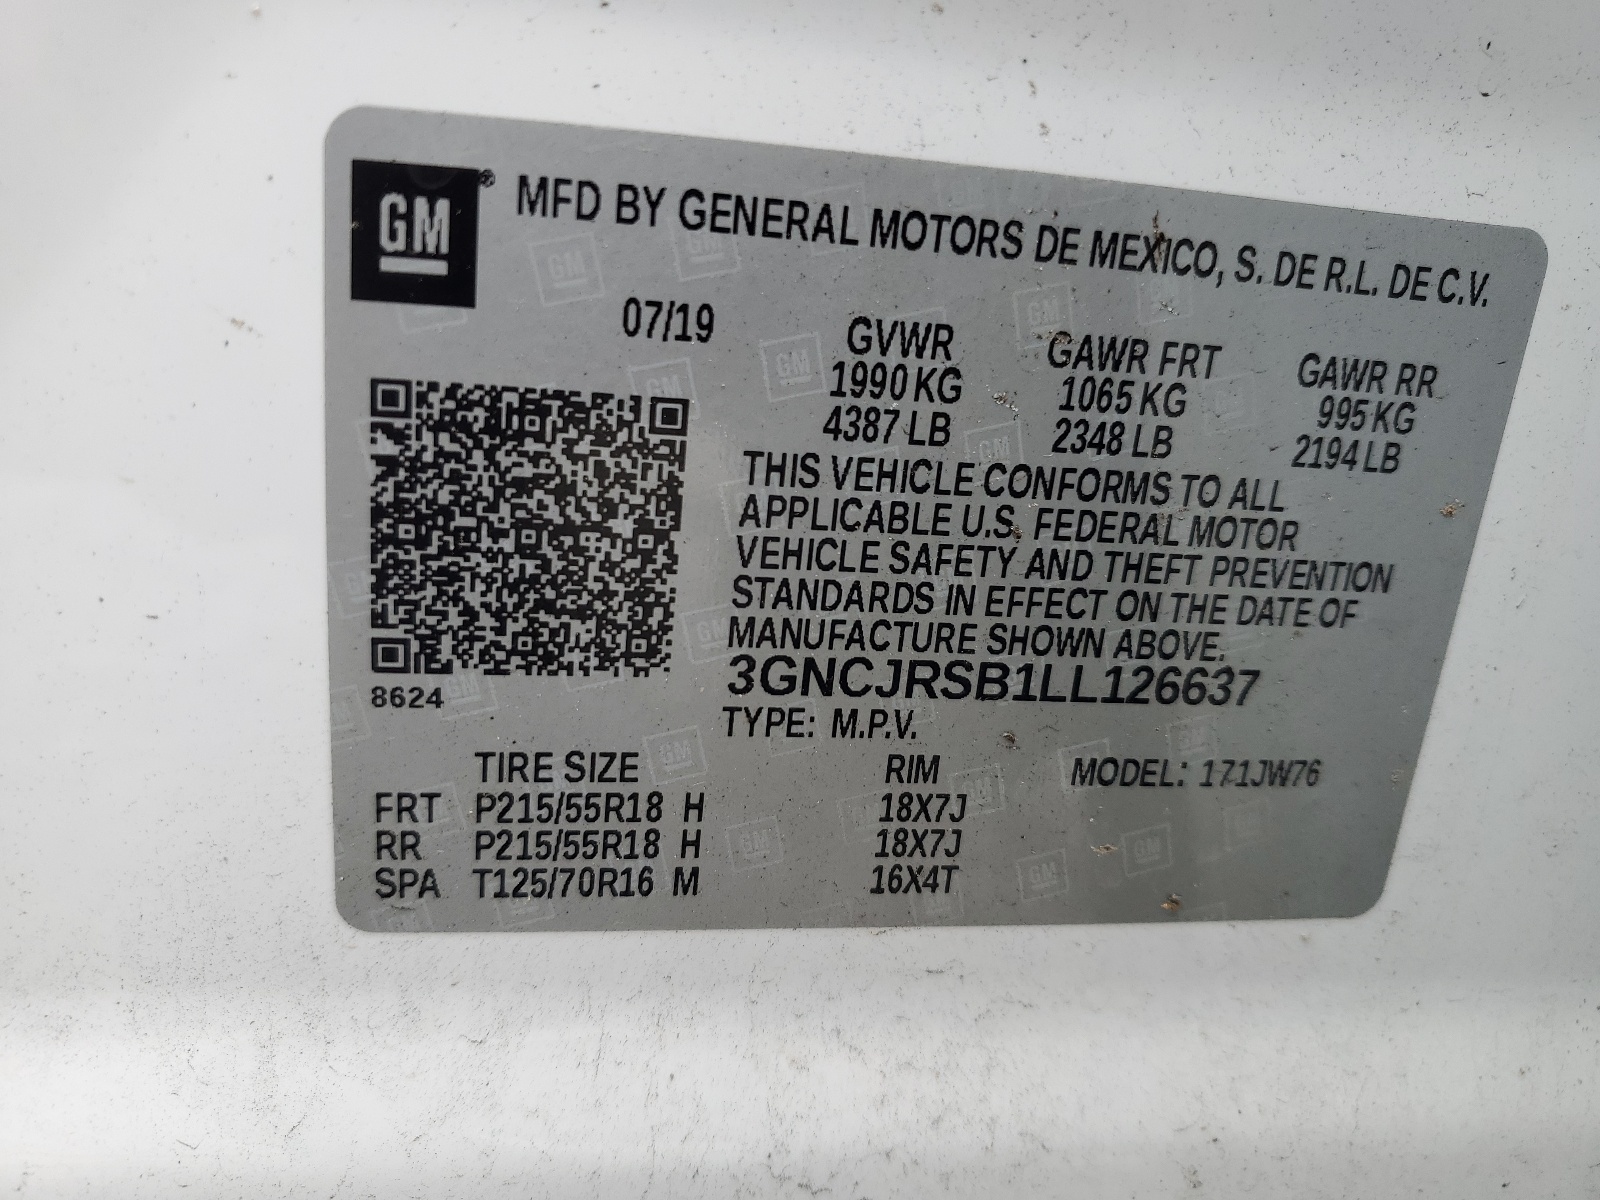 GM® MFD BY GENERAL MOTORS DE MEXICO, S. DE R.L. DE C.V.
07/19
GVWR GAWR FRT GAWR RR
1990 KG 1065 KG 995 KG
4387 LB 2348 LB 2194 LB
THIS VEHICLE CONFORMS TO ALL
APPLICABLE U.S. FEDERAL MOTOR
VEHICLE SAFETY AND THEFT PREVENTION
STANDARDS IN EFFECT ON THE DATE OF
MANUFACTURE SHOWN ABOVE.
3GNCJRSB1LL126637
8624
TYPE: M.P.V.
TIRE SIZE RIM MODEL: 171JW76
FRT P215/55R18 H 18X7J
RR P215/55R18 H 18X7J
SPA T125/70R16 M 16X4T